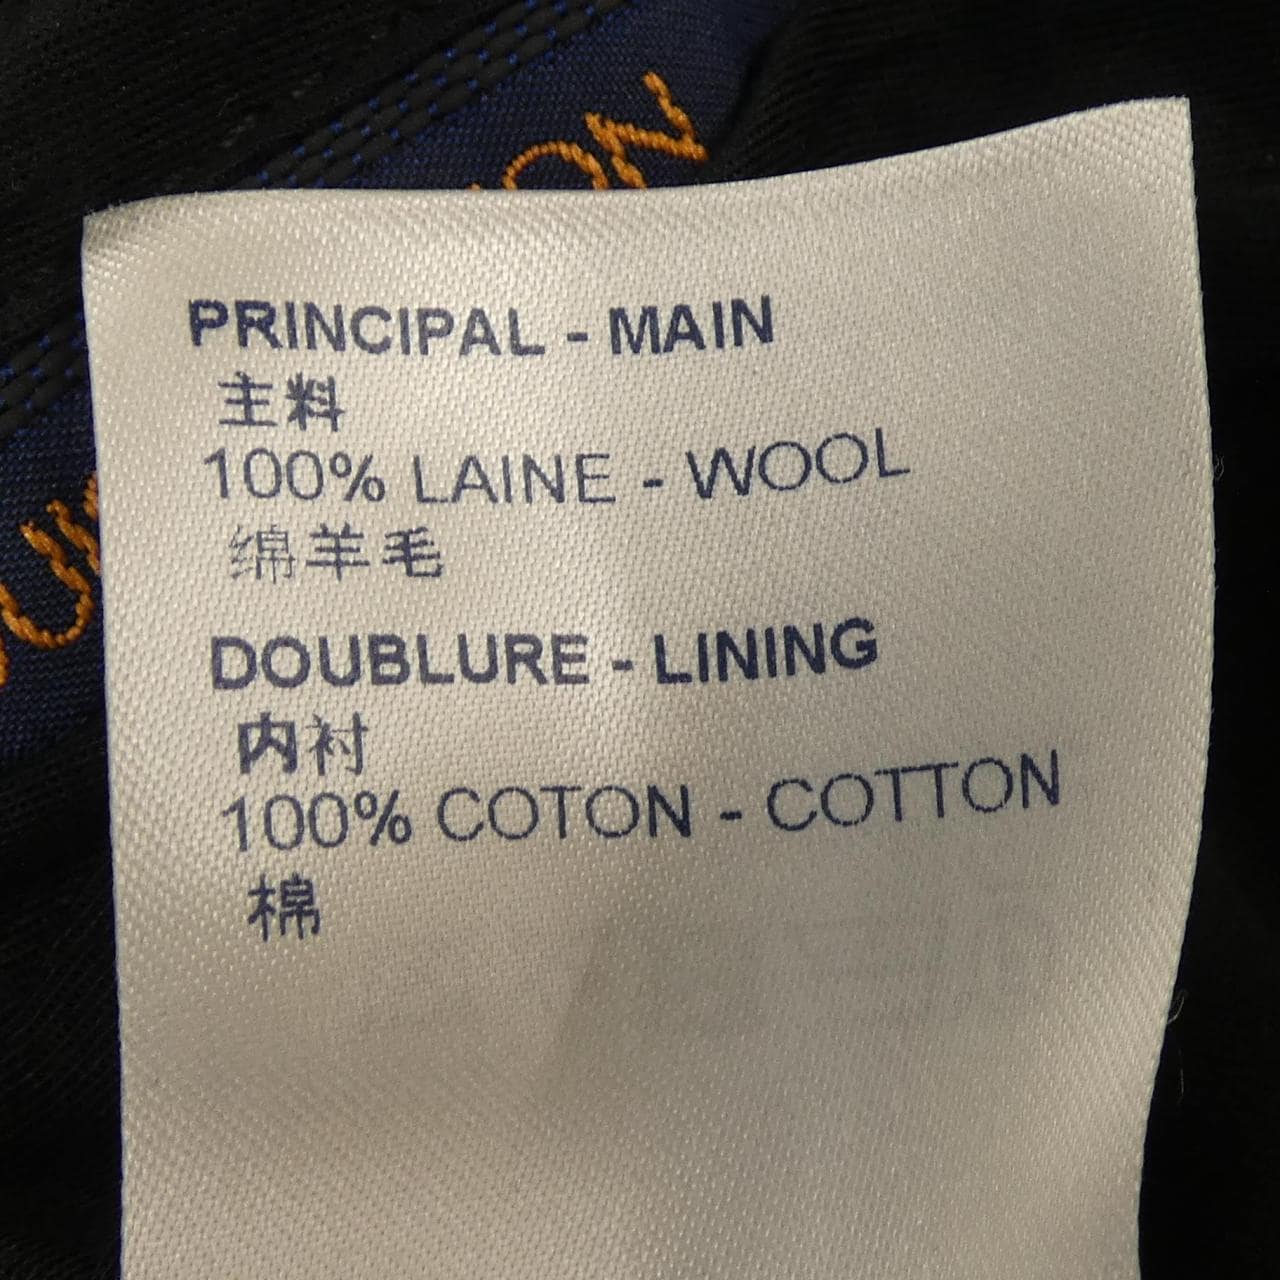 PRINCIPAL - MAIN
主料
100% LAINE - WOOL
绵羊毛
DOUBLURE - LINING
内衬
100% COTON - COTTON
棉